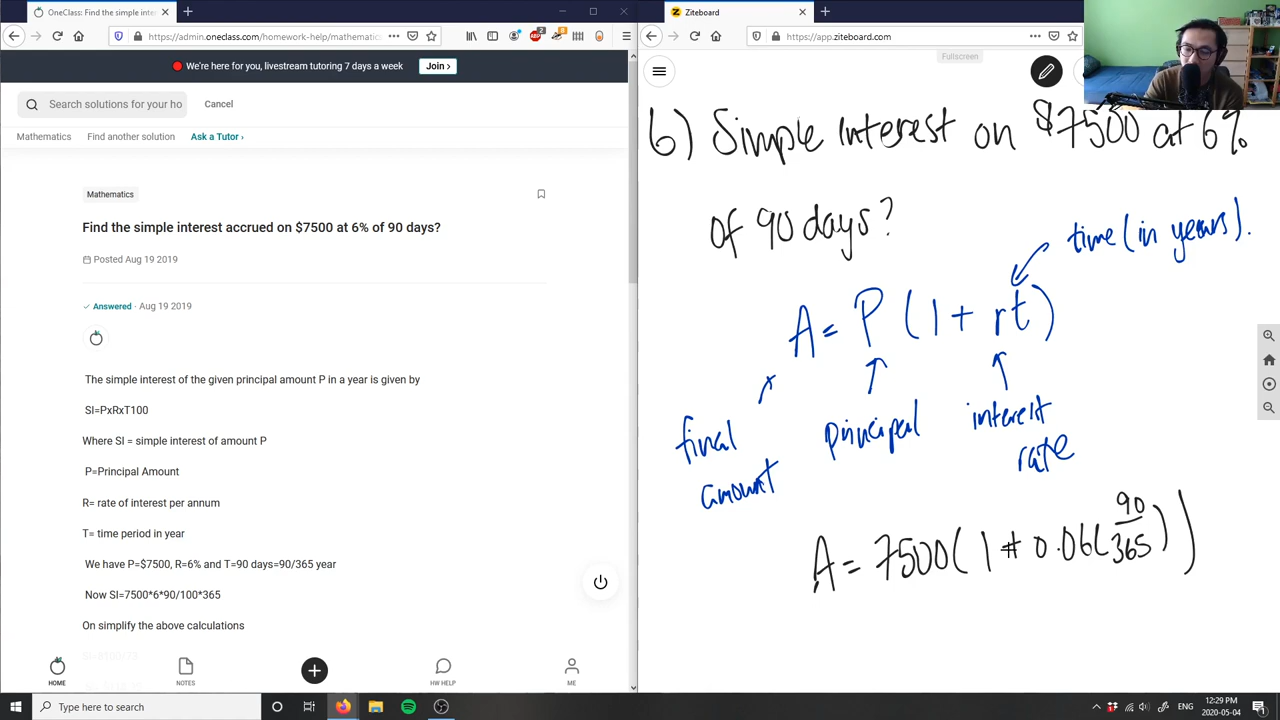 OneClass: Find the simple inte
https://admin.oneclass.com/homework-help/mathematic
We're here for you, livestream tutoring 7 days a week
Join ›
Search solutions for your ho
Cancel
Mathematics
Find another solution
Ask a Tutor ›
Mathematics
Find the simple interest accrued on $7500 at 6% of 90 days?
Posted Aug 19 2019
Answered · Aug 19 2019
The simple interest of the given principal amount P in a year is given by
SI=PxRxT100
Where SI = simple interest of amount P
P=Principal Amount
R= rate of interest per annum
T= time period in year
We have P=$7500, R=6% and T=90 days=90/365 year
Now SI=7500*6*90/100*365
On simplify the above calculations
HOME
NOTES
HW HELP
ME
Ziteboard
https://app.ziteboard.com
Fullscreen
6) Simple Interest on $7500 at 6%
of 90 days?
time (in years).
A = P (1 + rt)
final
amount
principal
interest
rate
A = 7500(1 + 0.06(90/365))
Type here to search
ENG
12:29 PM
2020-05-04